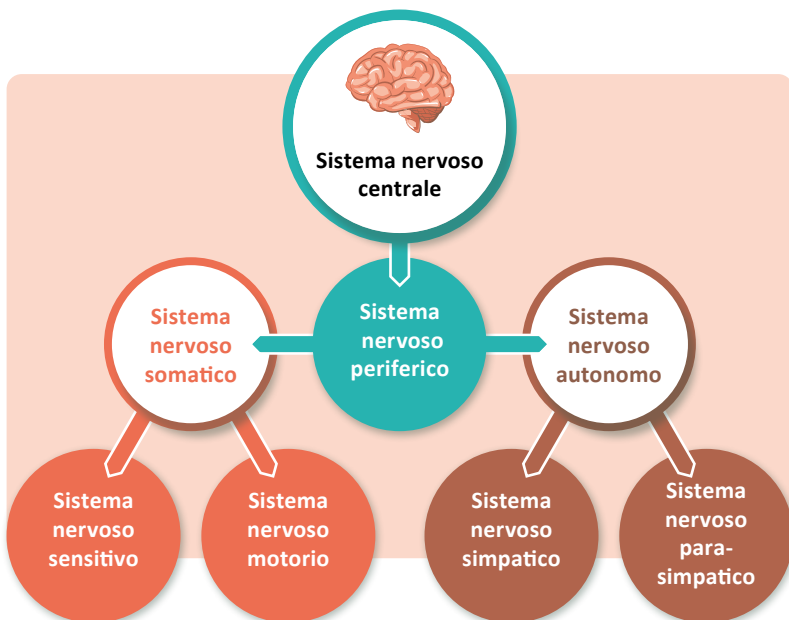 Sistema nervoso
centrale
Sistema
nervoso
somatico
Sistema
nervoso
periferico
Sistema
nervoso
autonomo
Sistema
nervoso
sensitivo
Sistema
nervoso
motorio
Sistema
nervoso
simpatico
Sistema
nervoso
para-
simpatico